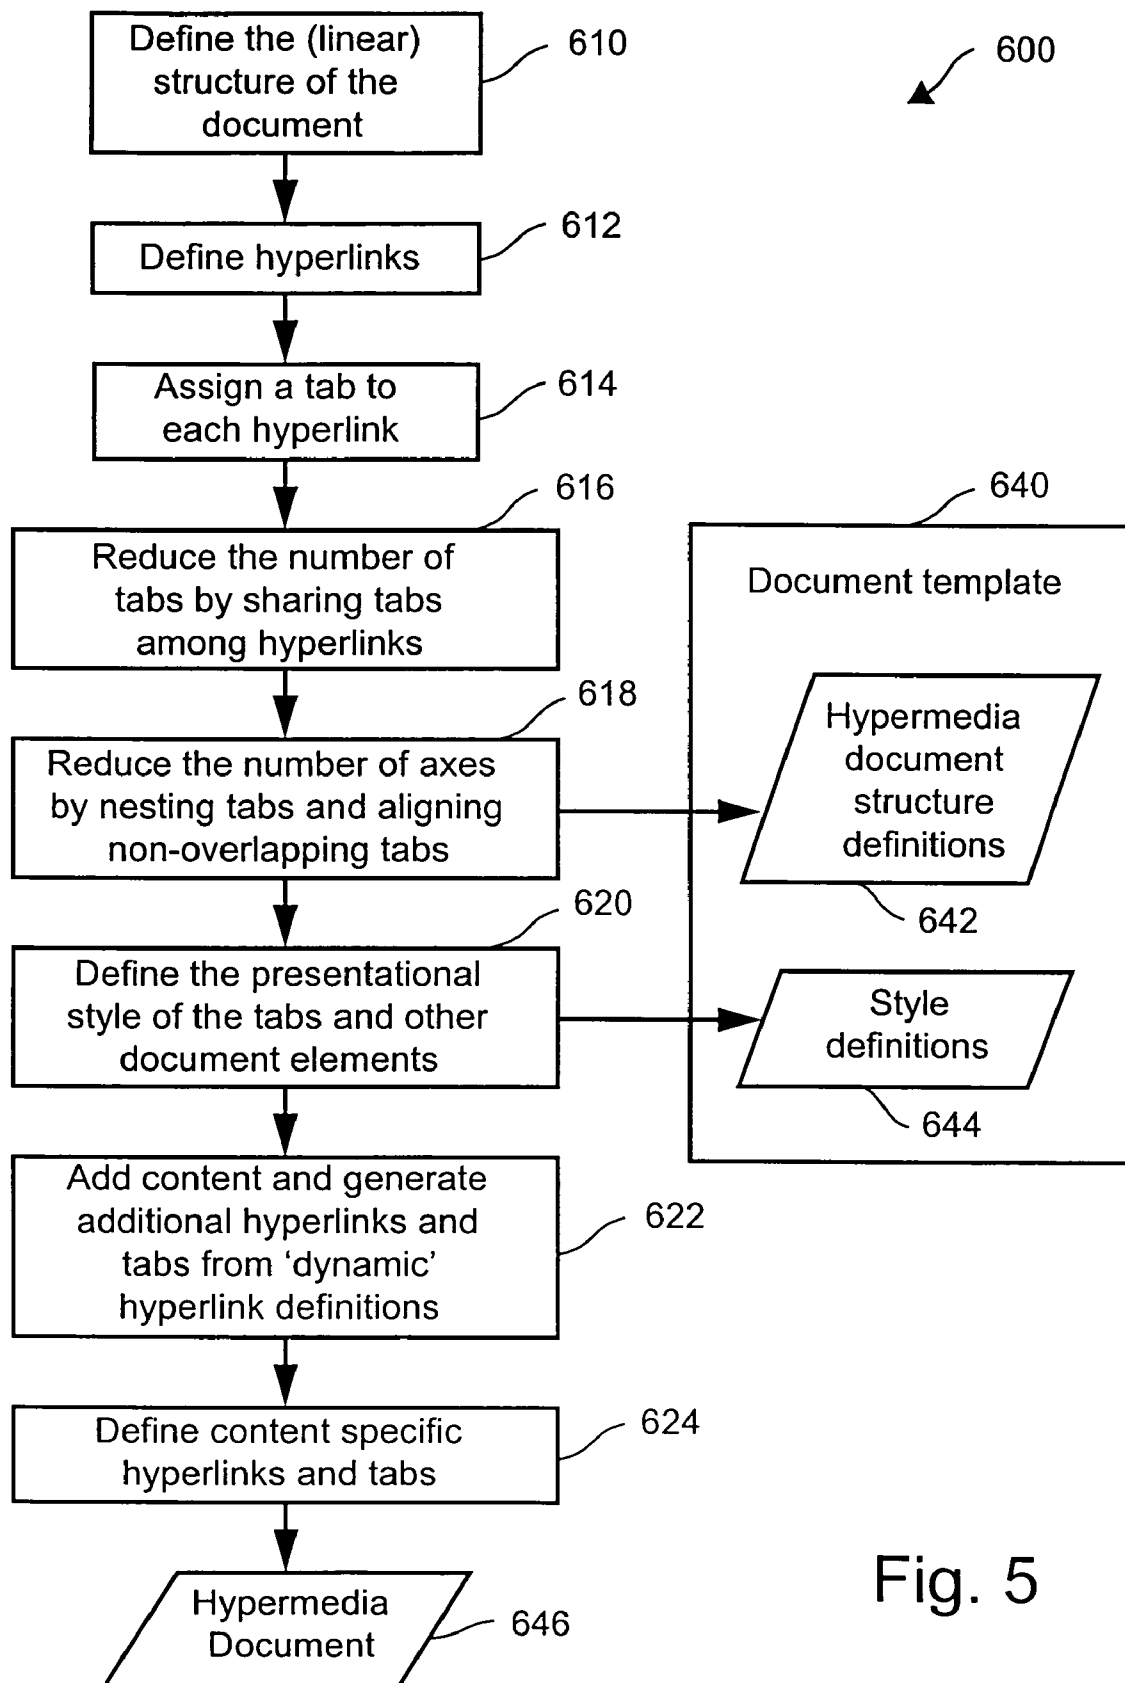 Define the (linear)
structure of the
document
610
600
Define hyperlinks
612
Assign a tab to
each hyperlink
614
Reduce the number of
tabs by sharing tabs
among hyperlinks
616
Reduce the number of axes
by nesting tabs and aligning
non-overlapping tabs
618
Define the presentational
style of the tabs and other
document elements
620
Add content and generate
additional hyperlinks and
tabs from ‘dynamic’
hyperlink definitions
622
Define content specific
hyperlinks and tabs
624
Hypermedia
Document
646
640
Document template
Hypermedia
document
structure
definitions
642
Style
definitions
644
Fig. 5